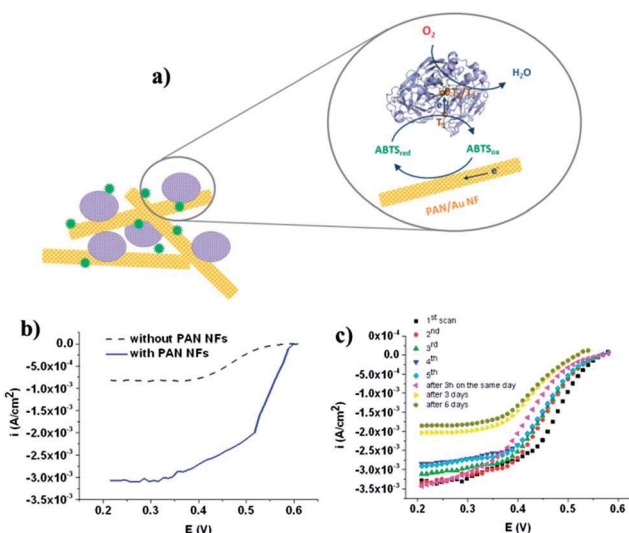 a)
O₂
H₂O
e⁻
ABTSred
ABTSox
e⁻
PAN/Au NF
b)
without PAN NFs
with PAN NFs
0.0
-5.0x10⁻⁴
-1.0x10⁻³
-1.5x10⁻³
-2.0x10⁻³
-2.5x10⁻³
-3.0x10⁻³
-3.5x10⁻³
i (A/cm²)
0.2
0.3
0.4
0.5
0.6
E (V)
c)
1st scan
2nd
3rd
4th
5th
after 3h on the same day
after 3 days
after 6 days
0x10⁻⁴
-5.0x10⁻⁴
-1.0x10⁻³
-1.5x10⁻³
-2.0x10⁻³
-2.5x10⁻³
-3.0x10⁻³
-3.5x10⁻³
i (A/cm²)
0.2
0.3
0.4
0.5
0.6
E (V)